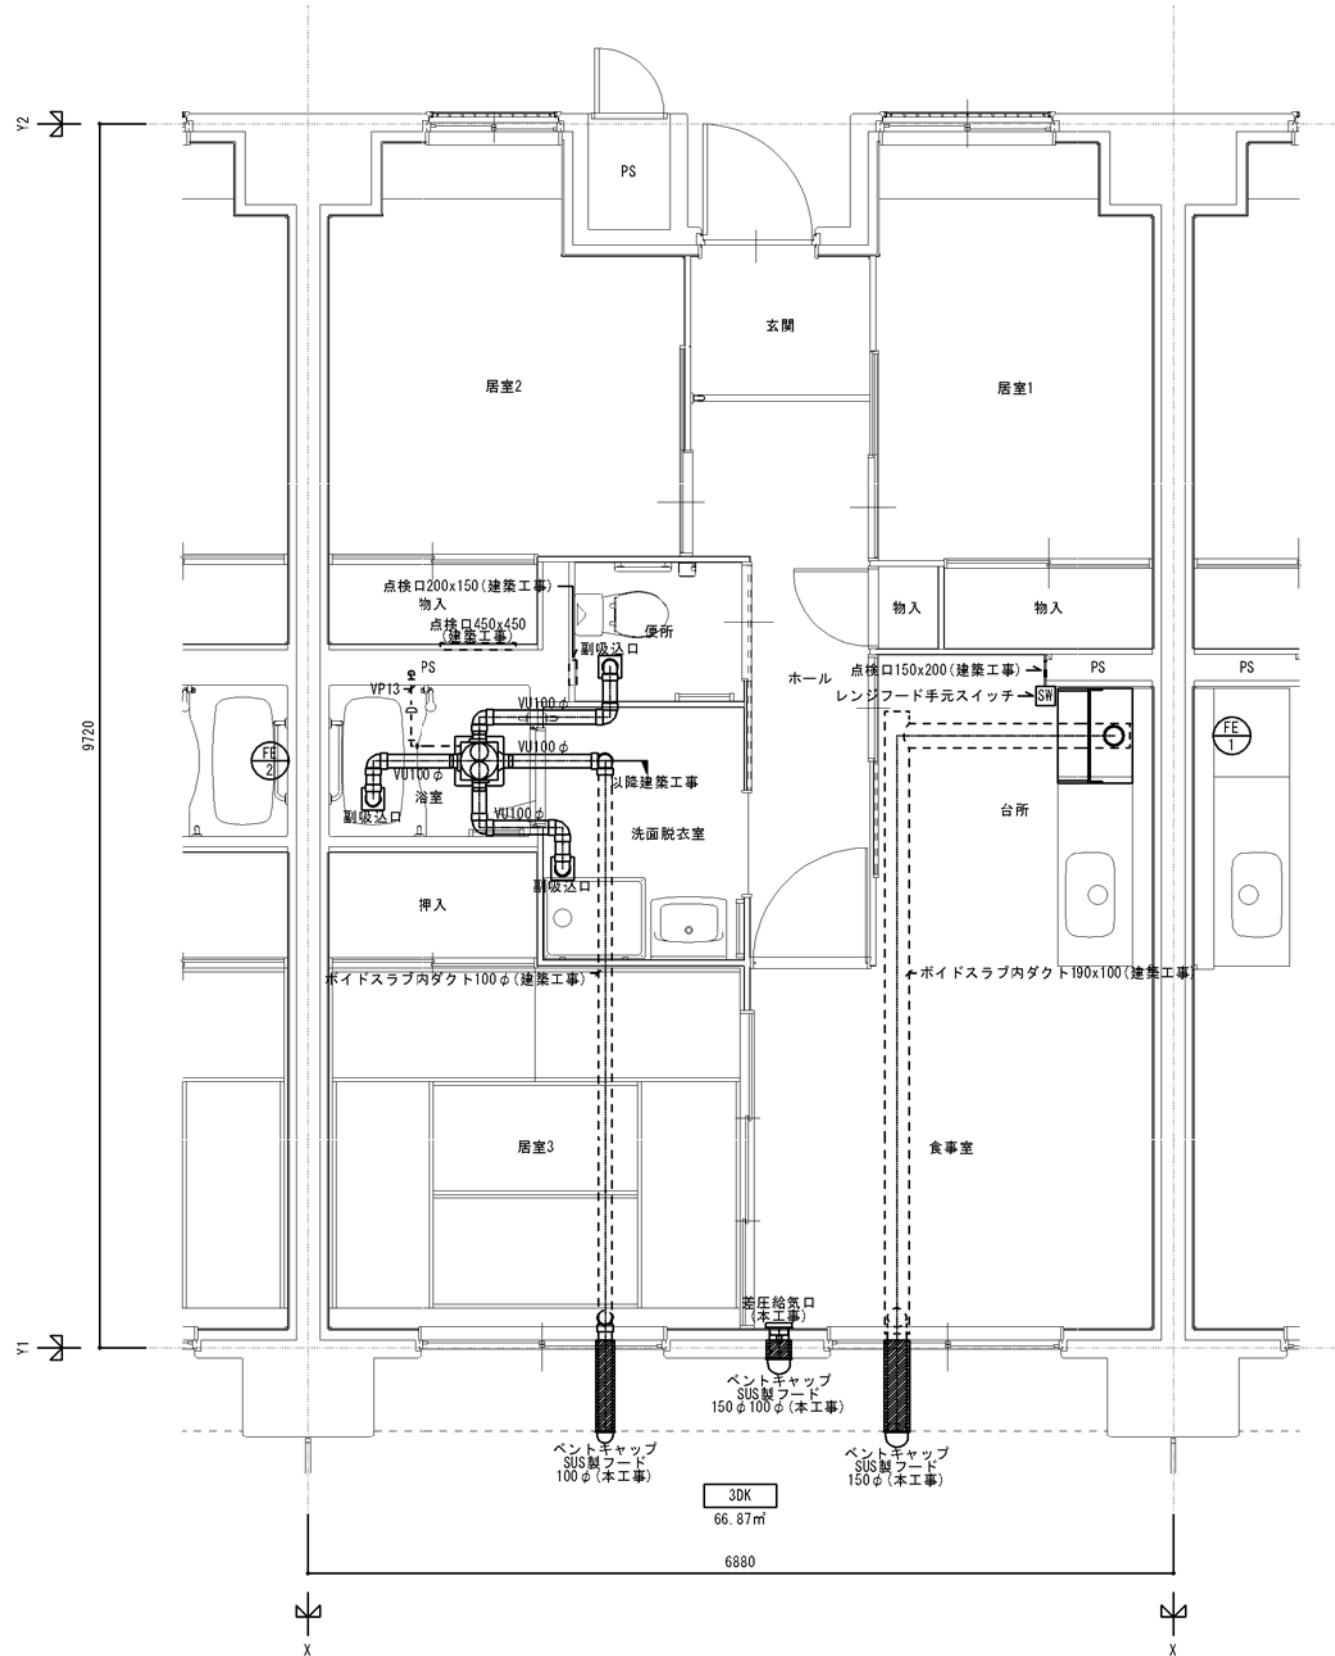 Y2
PS
玄関
居室2
居室1
点検口200x150(建築工事)
物入
物入
物入
点検口450x450
(建築工事)
便所
副吸込口
PS
ホール
点検口150x200(建築工事)
PS
PS
VP13
レンジフード手元スイッチ
SW
VU100φ
9720
FE
2
VU100φ
FE
1
VU100φ
浴室
以降建築工事
副吸込口
VU100φ
台所
洗面脱衣室
副吸込口
押入
ボイドスラブ内ダクト100φ(建築工事)
ボイドスラブ内ダクト190x100(建築工事)
居室3
食事室
差圧給気口
(本工事)
Y1
ベントキャップ
SUS製フード
150φ100φ(本工事)
ベントキャップ
SUS製フード
100φ(本工事)
ベントキャップ
SUS製フード
150φ(本工事)
3DK
66.87㎡
6880
X
X